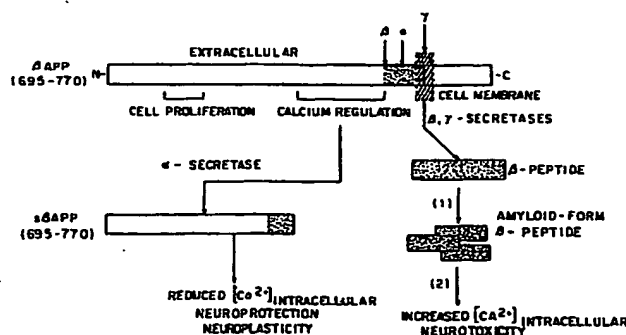 β α γ
EXTRACELLULAR
βAPP
(695-770)
N-
-C
CELL MEMBRANE
CELL PROLIFERATION
CALCIUM REGULATION
β,γ-SECRETASES
α-SECRETASE
β-PEPTIDE
sβAPP
(695-770)
(1)
AMYLOID-FORM
β-PEPTIDE
(2)
REDUCED [Ca²⁺]INTRACELLULAR
NEUROPROTECTION
NEUROPLASTICITY
INCREASED [CA²⁺]INTRACELLULAR
NEUROTOXICITY